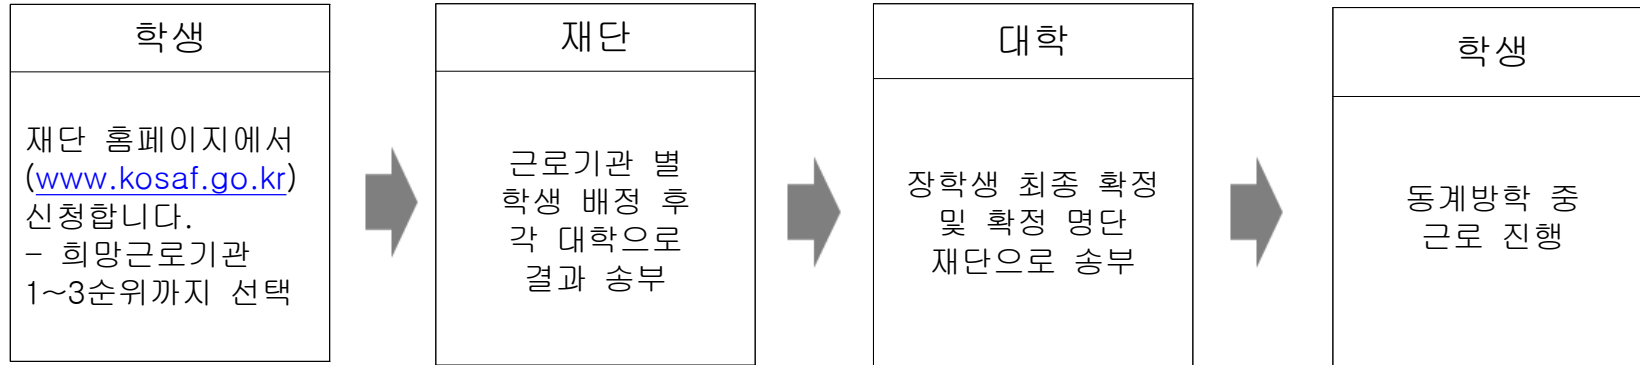 학생
재단 홈페이지에서
(www.kosaf.go.kr)
신청합니다.
- 희망근로기관
1~3순위까지 선택
재단
근로기관 별
학생 배정 후
각 대학으로
결과 송부
대학
장학생 최종 확정
및 확정 명단
재단으로 송부
학생
동계방학 중
근로 진행